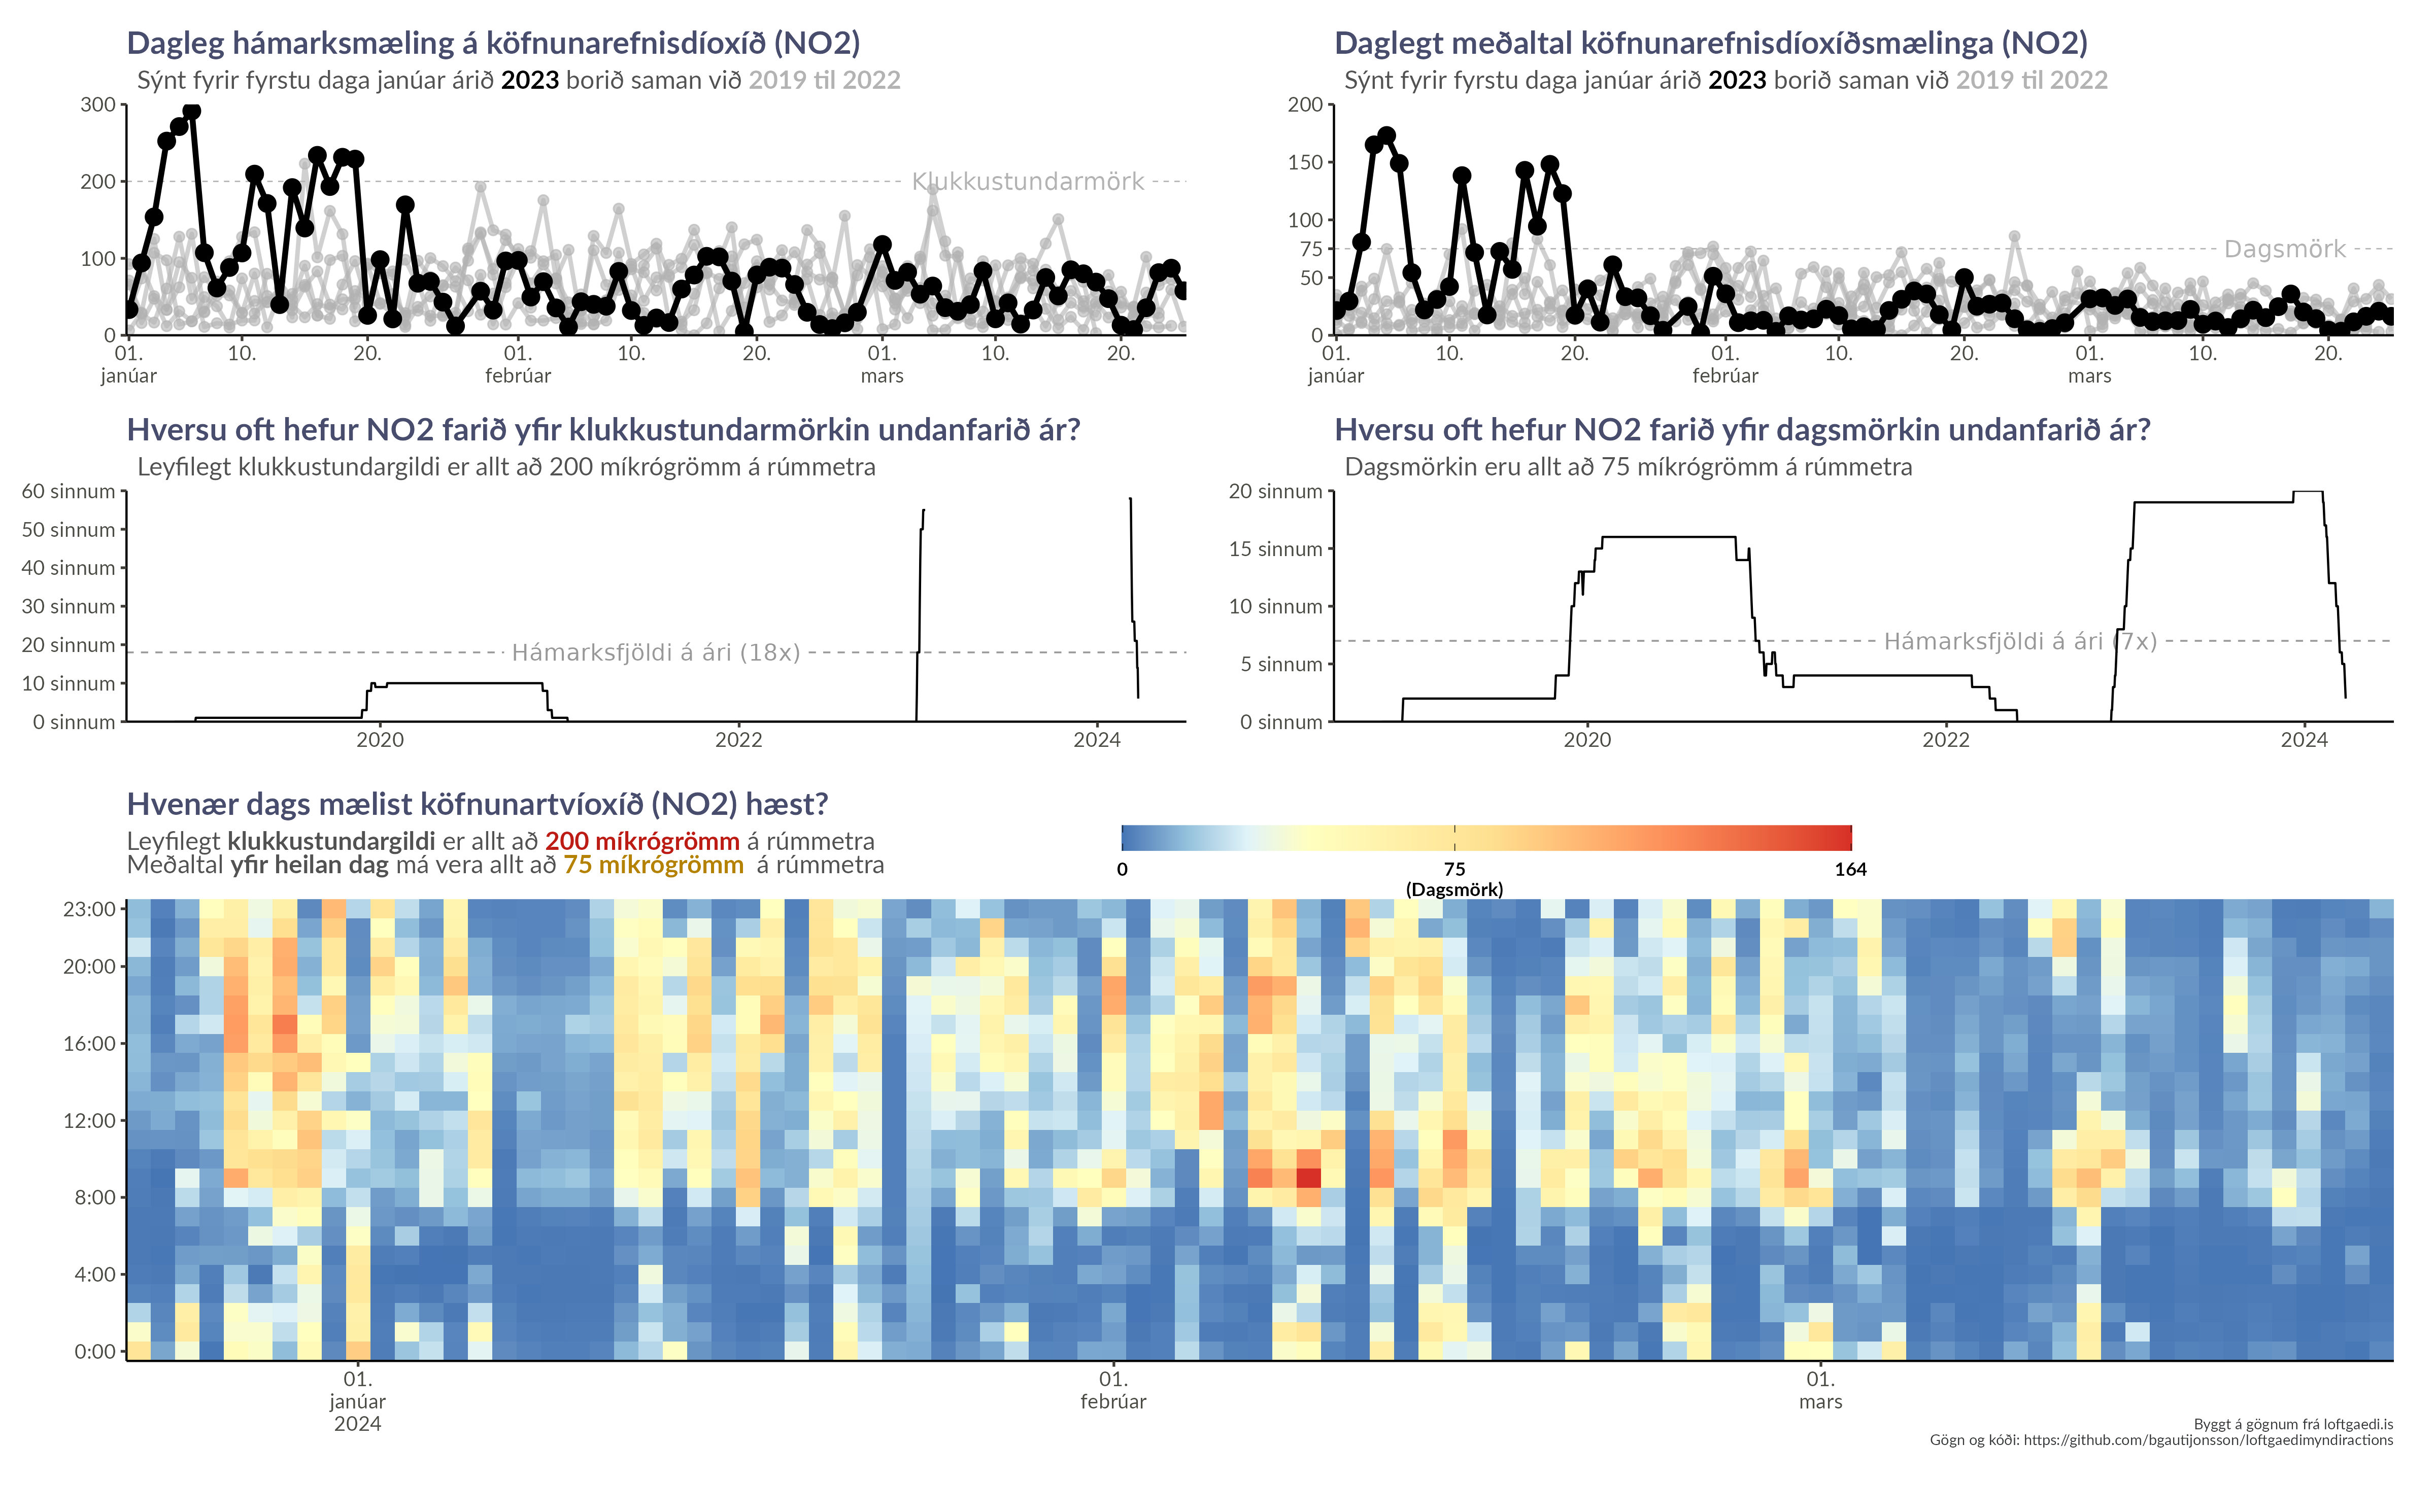 Dagleg hámarksmæling á köfnunarefnisdíoxíð (NO2)
Sýnt fyrir fyrstu daga janúar árið 2023 borið saman við 2019 til 2022
300
200
100
0
Klukkustundarmörk
01. 10. 20. 01. 10. 20. 01. 10. 20.
janúar febrúar mars
Daglegt meðaltal köfnunarefnisdíoxíðsmælinga (NO2)
Sýnt fyrir fyrstu daga janúar árið 2023 borið saman við 2019 til 2022
200
150
100
75
50
0
Dagsmörk
01. 10. 20. 01. 10. 20. 01. 10. 20.
janúar febrúar mars
Hversu oft hefur NO2 farið yfir klukkustundarmörkin undanfarið ár?
Leyfilegt klukkustundargildi er allt að 200 míkrógrömm á rúmmetra
60 sinnum
50 sinnum
40 sinnum
30 sinnum
20 sinnum
10 sinnum
0 sinnum
Hámarksfjöldi á ári (18x)
2020 2022 2024
Hversu oft hefur NO2 farið yfir dagsmörkin undanfarið ár?
Dagsmörkin eru allt að 75 míkrógrömm á rúmmetra
20 sinnum
15 sinnum
10 sinnum
5 sinnum
0 sinnum
Hámarksfjöldi á ári (7x)
2020 2022 2024
Hvenær dags mælist köfnunartvíoxíð (NO2) hæst?
Leyfilegt klukkustundargildi er allt að 200 míkrógrömm á rúmmetra
Meðaltal yfir heilan dag má vera allt að 75 míkrógrömm á rúmmetra
0 75 164
(Dagsmörk)
23:00
20:00
16:00
12:00
8:00
4:00
0:00
01. 01. 01.
janúar febrúar mars
2024
Byggt á gögnum frá loftgaedi.is
Gögn og kóði: https://github.com/bgautijonsson/loftgaedimyndiractions